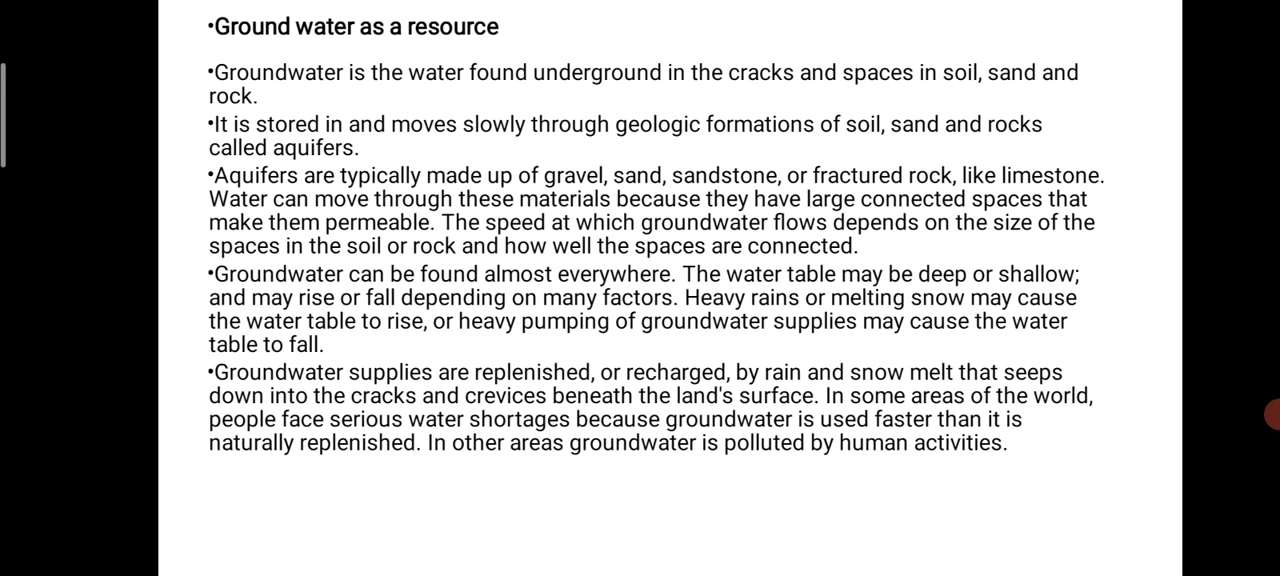 •Ground water as a resource
•Groundwater is the water found underground in the cracks and spaces in soil, sand and
rock.
•It is stored in and moves slowly through geologic formations of soil, sand and rocks
called aquifers.
•Aquifers are typically made up of gravel, sand, sandstone, or fractured rock, like limestone.
Water can move through these materials because they have large connected spaces that
make them permeable. The speed at which groundwater flows depends on the size of the
spaces in the soil or rock and how well the spaces are connected.
•Groundwater can be found almost everywhere. The water table may be deep or shallow;
and may rise or fall depending on many factors. Heavy rains or melting snow may cause
the water table to rise, or heavy pumping of groundwater supplies may cause the water
table to fall.
•Groundwater supplies are replenished, or recharged, by rain and snow melt that seeps
down into the cracks and crevices beneath the land's surface. In some areas of the world,
people face serious water shortages because groundwater is used faster than it is
naturally replenished. In other areas groundwater is polluted by human activities.